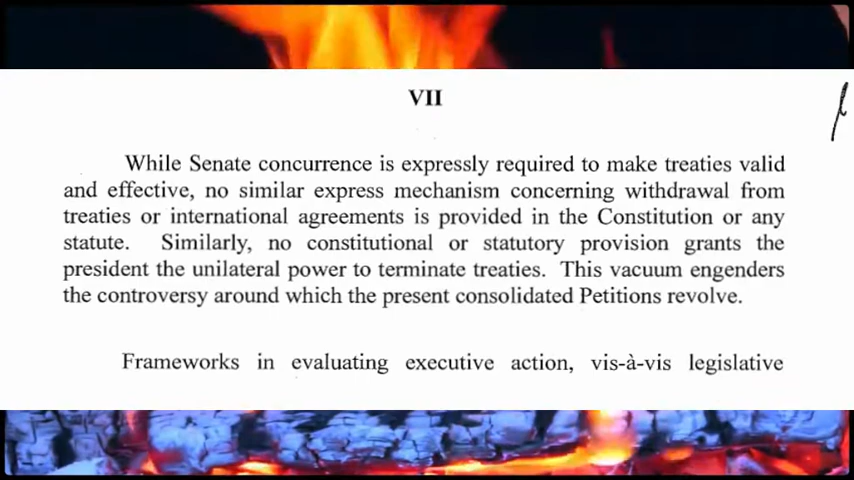 VII
While Senate concurrence is expressly required to make treaties valid
and effective, no similar express mechanism concerning withdrawal from
treaties or international agreements is provided in the Constitution or any
statute. Similarly, no constitutional or statutory provision grants the
president the unilateral power to terminate treaties. This vacuum engenders
the controversy around which the present consolidated Petitions revolve.
Frameworks in evaluating executive action, vis-à-vis legislative